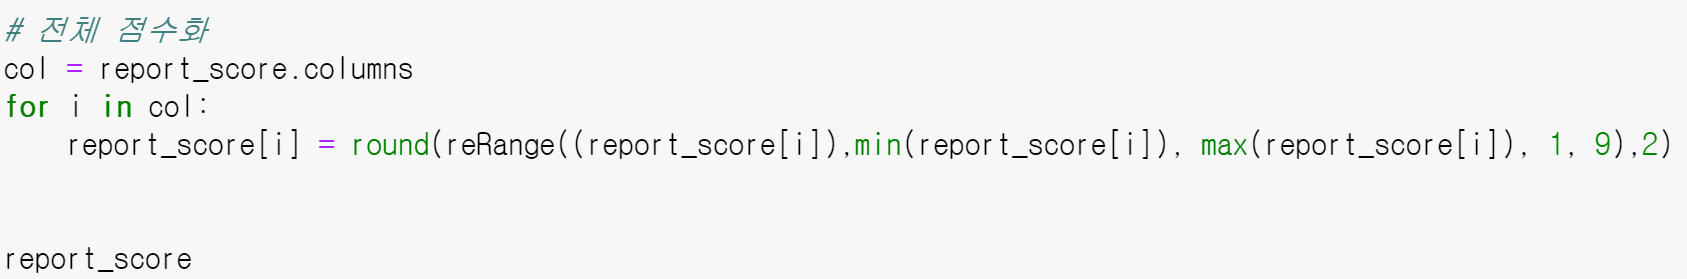 # 전체 점수화
col = report_score.columns
for i in col:
    report_score[i] = round(reRange((report_score[i]),min(report_score[i]), max(report_score[i]), 1, 9),2)
report_score